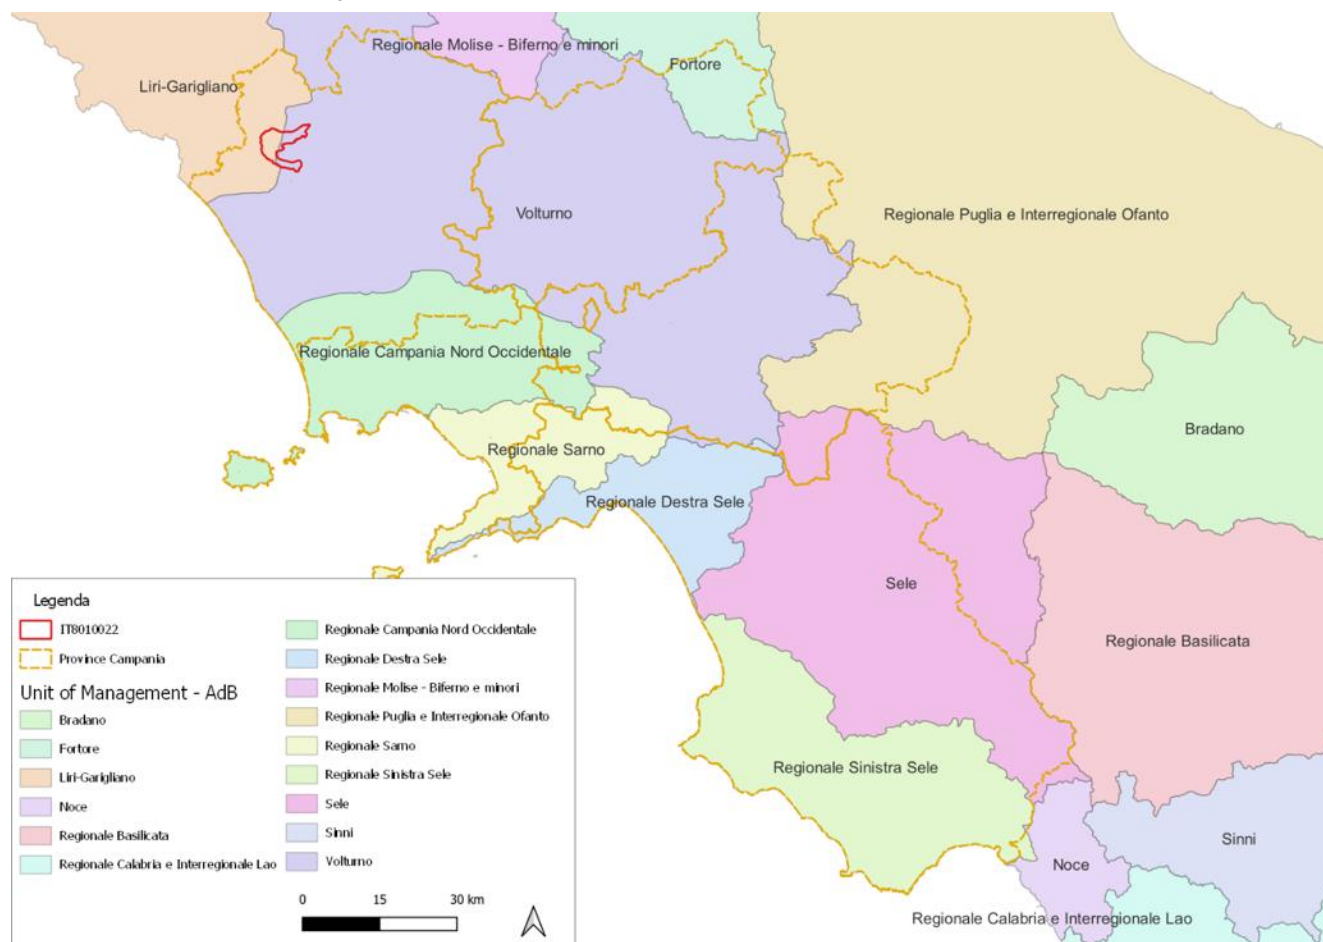 Regionale Molise - Biferno e minori
Fortore
Liri-Garigliano
Volturno
Regionale Puglia e Interregionale Ofanto
Regionale Campania Nord Occidentale
Bradano
Regionale Sarno
Regionale Destra Sele
Sele
Regionale Basilicata
Regionale Sinistra Sele
Sinni
Noce
Regionale Calabria e Interregionale Lao
Legenda
IT8010022
Province Campania
Unit of Management - AdB
Bradano
Fortore
Liri-Garigliano
Noce
Regionale Basilicata
Regionale Calabria e Interregionale Lao
Regionale Campania Nord Occidentale
Regionale Destra Sele
Regionale Molise - Biferno e minori
Regionale Puglia e Interregionale Ofanto
Regionale Sarno
Regionale Sinistra Sele
Sele
Sinni
Volturno
0 15 30 km